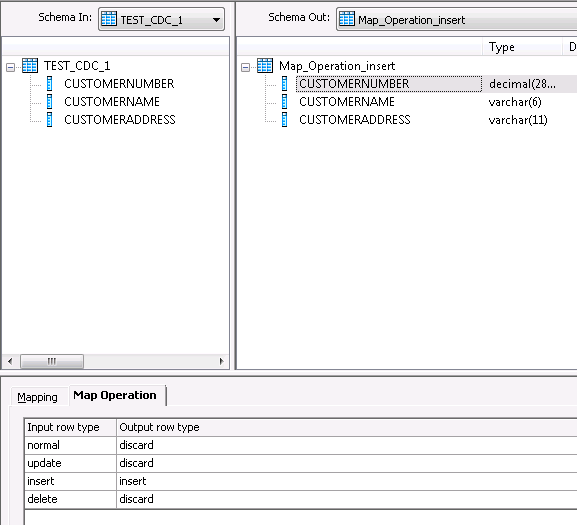 Schema In: TEST_CDC_1
Schema Out: Map_Operation_insert
Type D
TEST_CDC_1
CUSTOMERNUMBER
CUSTOMERNAME
CUSTOMERADDRESS
Map_Operation_insert
CUSTOMERNUMBER decimal(28...
CUSTOMERNAME varchar(6)
CUSTOMERADDRESS varchar(11)
Mapping Map Operation
Input row type Output row type
normal discard
update discard
insert insert
delete discard